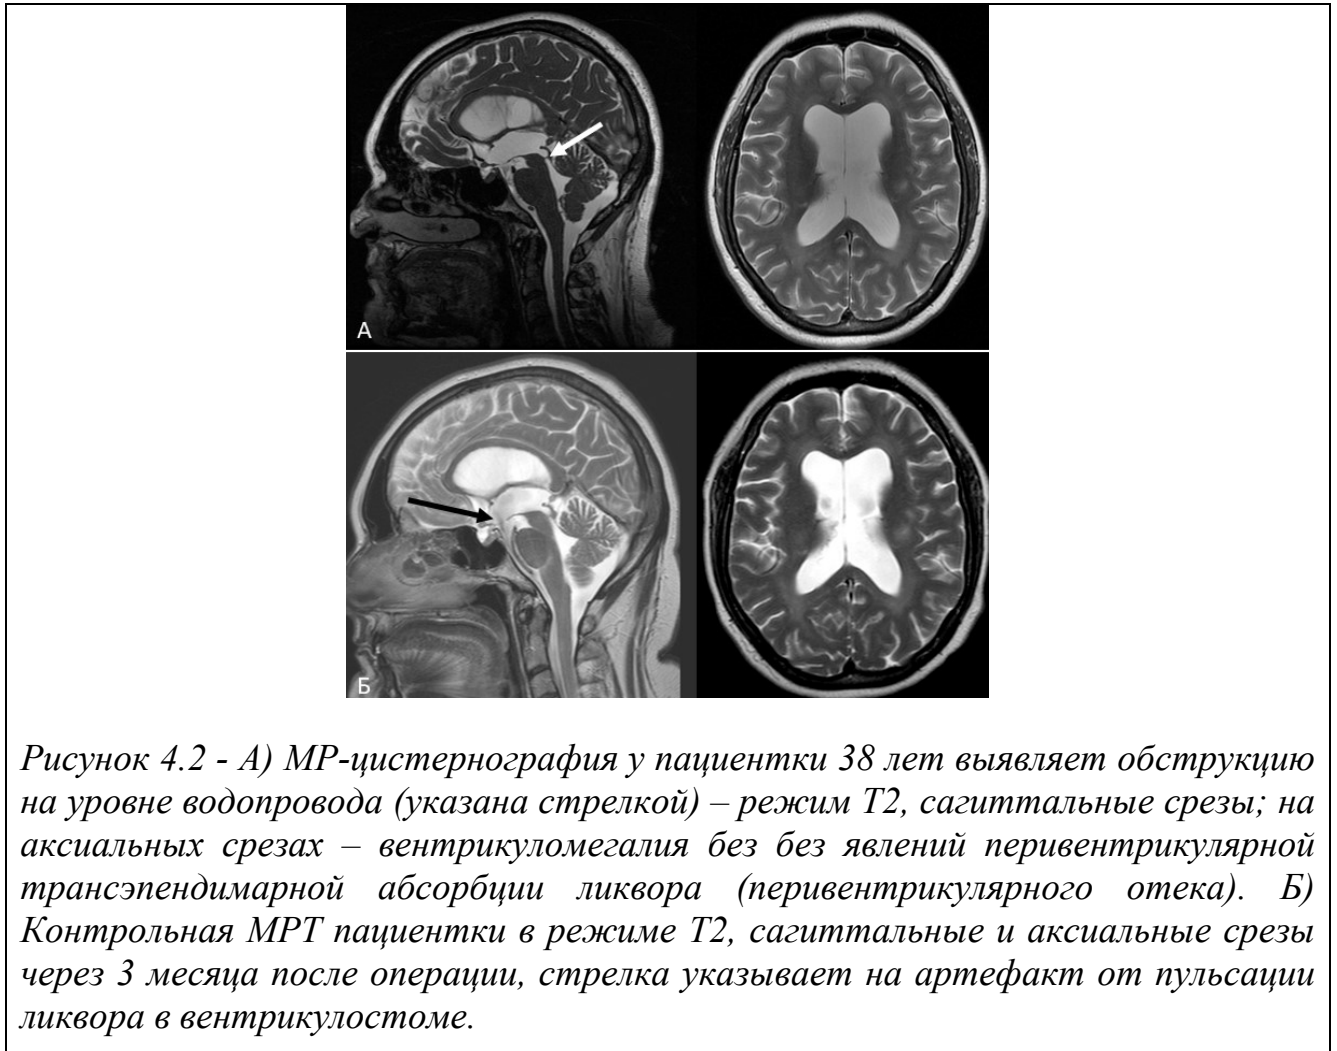 А
Б
Рисунок 4.2 - А) МР-цистернография у пациентки 38 лет выявляет обструкцию
на уровне водопровода (указана стрелкой) – режим Т2, сагиттальные срезы; на
аксиальных срезах – вентрикуломегалия без без явлений перивентрикулярной
трансэпендимарной абсорбции ликвора (перивентрикулярного отека). Б)
Контрольная МРТ пациентки в режиме Т2, сагиттальные и аксиальные срезы
через 3 месяца после операции, стрелка указывает на артефакт от пульсации
ликвора в вентрикулостоме.